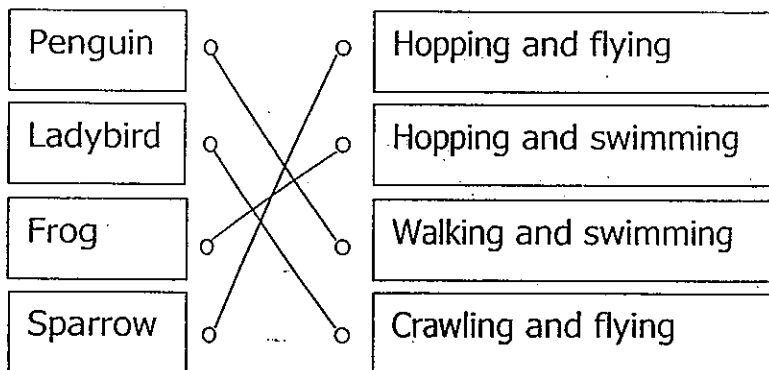 Penguin
Hopping and flying
Ladybird
Hopping and swimming
Frog
Walking and swimming
Sparrow
Crawling and flying